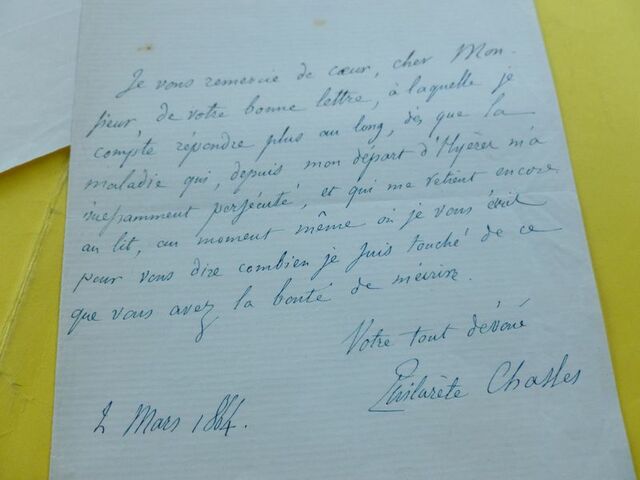 Je vous remercie de cœur, cher Mon-
sieur, de votre bonne lettre, à laquelle je
compte répondre plus au long, dès que la
maladie qui, depuis mon départ d'Hyères m'a
incessamment persécuté, et qui me retient encore
au lit, au moment même où je vous écris
pour vous dire combien je suis touché de ce
que vous avez la bonté de m'écrire.
Votre tout dévoué
Philarète Chasles
2 Mars 1864.